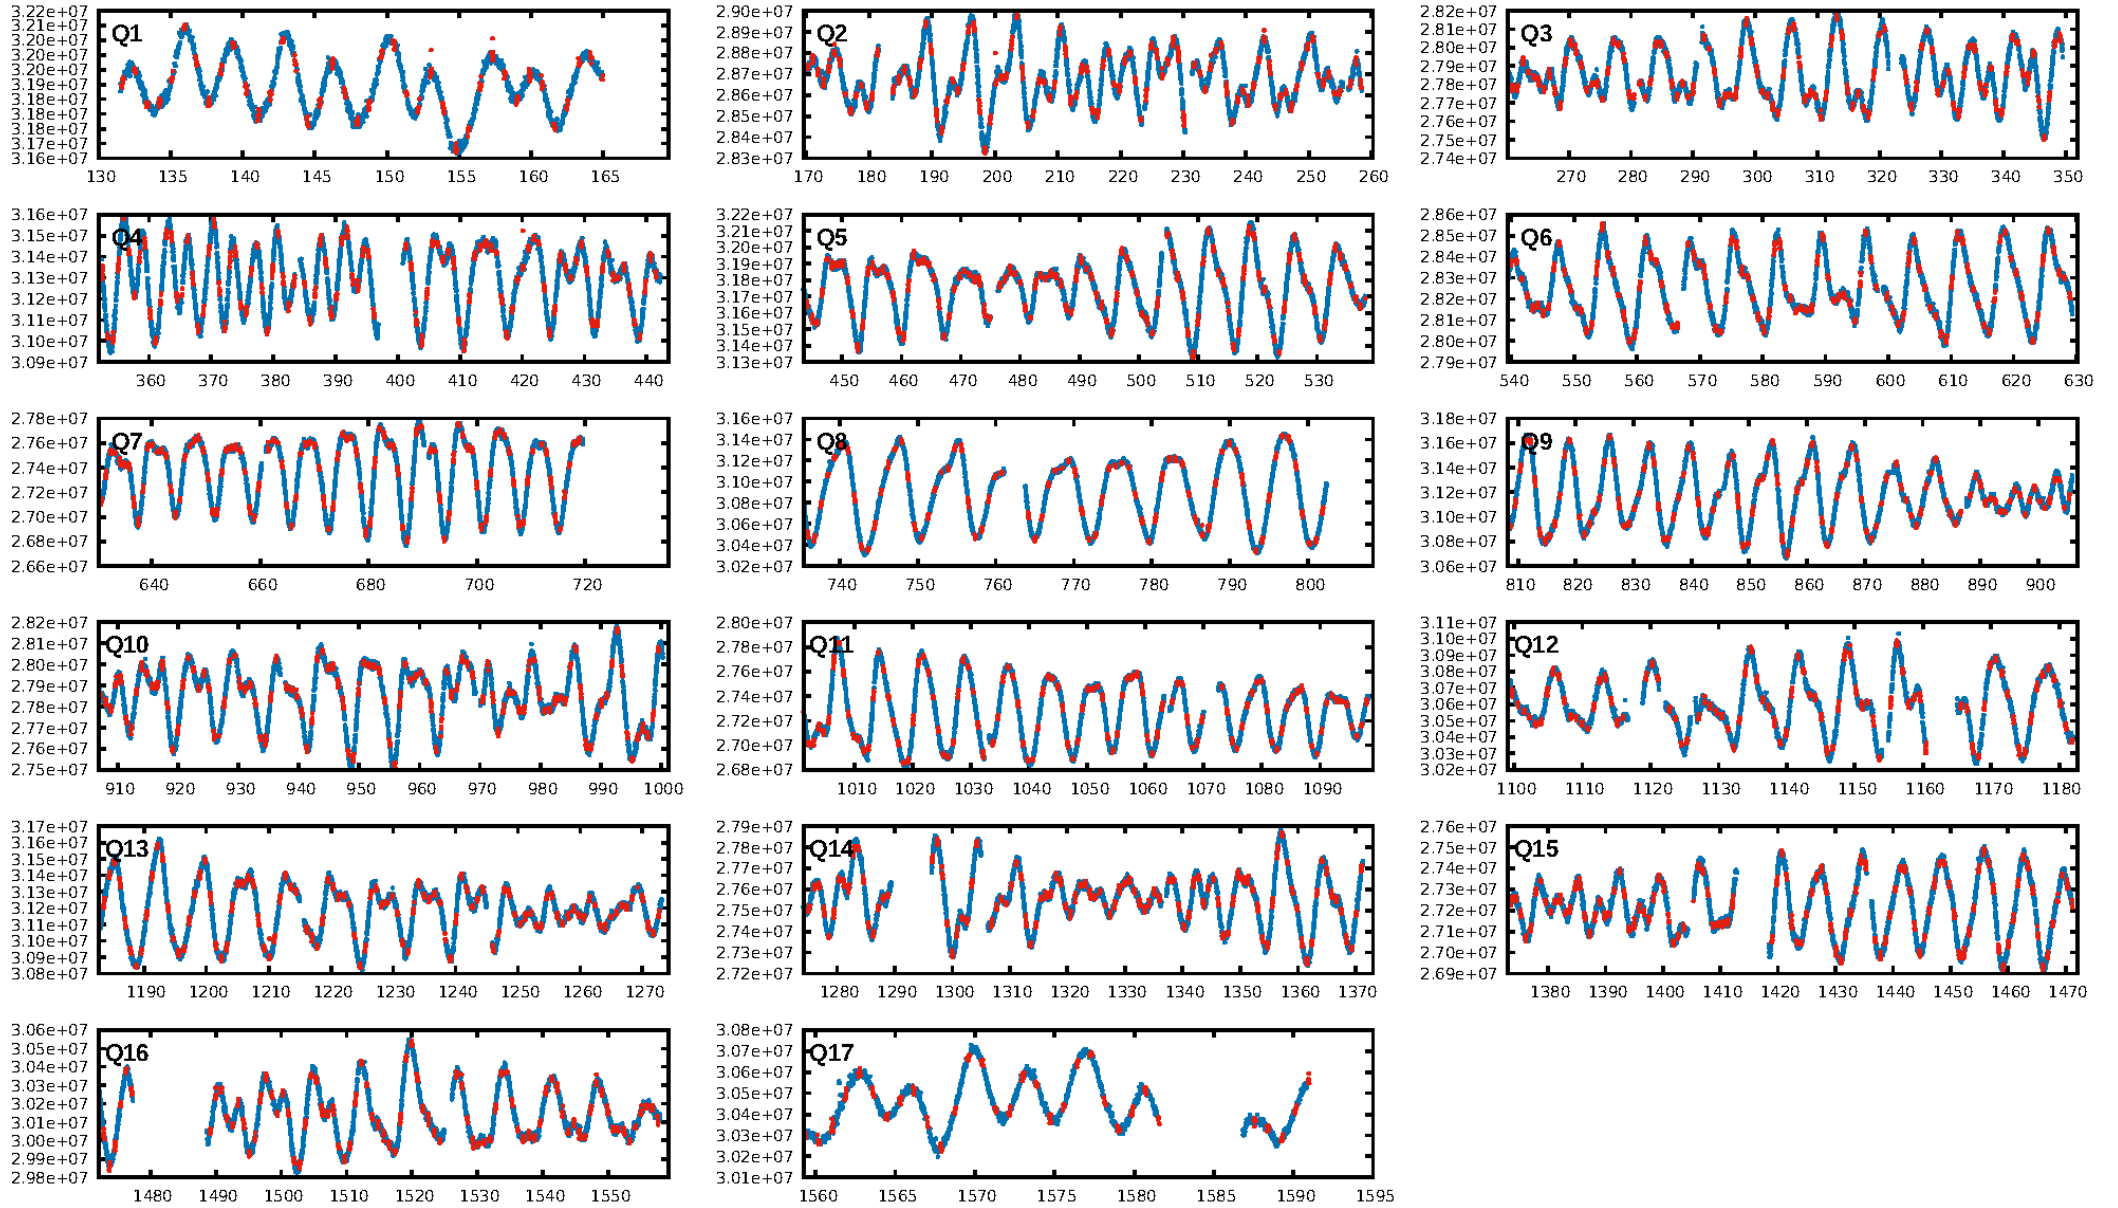 Q1
3.22e+07
3.21e+07
3.20e+07
3.20e+07
3.20e+07
3.19e+07
3.18e+07
3.18e+07
3.18e+07
3.17e+07
3.16e+07
130 135 140 145 150 155 160 165
Q2
2.90e+07
2.89e+07
2.88e+07
2.87e+07
2.86e+07
2.85e+07
2.84e+07
2.83e+07
170 180 190 200 210 220 230 240 250 260
Q3
2.82e+07
2.81e+07
2.80e+07
2.79e+07
2.78e+07
2.77e+07
2.76e+07
2.75e+07
2.74e+07
270 280 290 300 310 320 330 340 350
Q4
3.16e+07
3.15e+07
3.14e+07
3.13e+07
3.12e+07
3.11e+07
3.10e+07
3.09e+07
360 370 380 390 400 410 420 430 440
Q5
3.22e+07
3.21e+07
3.20e+07
3.19e+07
3.18e+07
3.17e+07
3.16e+07
3.15e+07
3.14e+07
3.13e+07
450 460 470 480 490 500 510 520 530
Q6
2.86e+07
2.85e+07
2.84e+07
2.83e+07
2.82e+07
2.81e+07
2.80e+07
2.79e+07
540 550 560 570 580 590 600 610 620 630
Q7
2.78e+07
2.76e+07
2.74e+07
2.72e+07
2.70e+07
2.68e+07
2.66e+07
640 660 680 700 720
Q8
3.16e+07
3.14e+07
3.12e+07
3.10e+07
3.08e+07
3.06e+07
3.04e+07
3.02e+07
740 750 760 770 780 790 800
Q9
3.18e+07
3.16e+07
3.14e+07
3.12e+07
3.10e+07
3.08e+07
3.06e+07
810 820 830 840 850 860 870 880 890 900
Q10
2.82e+07
2.81e+07
2.80e+07
2.79e+07
2.78e+07
2.77e+07
2.76e+07
2.75e+07
910 920 930 940 950 960 970 980 990 1000
Q11
2.80e+07
2.78e+07
2.76e+07
2.74e+07
2.72e+07
2.70e+07
2.68e+07
1010 1020 1030 1040 1050 1060 1070 1080 1090
Q12
3.11e+07
3.10e+07
3.09e+07
3.08e+07
3.07e+07
3.06e+07
3.05e+07
3.04e+07
3.03e+07
3.02e+07
1100 1110 1120 1130 1140 1150 1160 1170 1180
Q13
3.17e+07
3.16e+07
3.15e+07
3.14e+07
3.13e+07
3.12e+07
3.11e+07
3.10e+07
3.09e+07
3.08e+07
1190 1200 1210 1220 1230 1240 1250 1260 1270
Q14
2.79e+07
2.78e+07
2.77e+07
2.76e+07
2.75e+07
2.74e+07
2.73e+07
2.72e+07
1280 1290 1300 1310 1320 1330 1340 1350 1360 1370
Q15
2.76e+07
2.75e+07
2.74e+07
2.73e+07
2.72e+07
2.71e+07
2.70e+07
2.69e+07
1380 1390 1400 1410 1420 1430 1440 1450 1460 1470
Q16
3.06e+07
3.05e+07
3.04e+07
3.03e+07
3.02e+07
3.01e+07
3.00e+07
2.99e+07
2.98e+07
1480 1490 1500 1510 1520 1530 1540 1550
Q17
3.08e+07
3.07e+07
3.06e+07
3.05e+07
3.04e+07
3.03e+07
3.02e+07
3.01e+07
1560 1565 1570 1575 1580 1585 1590 1595